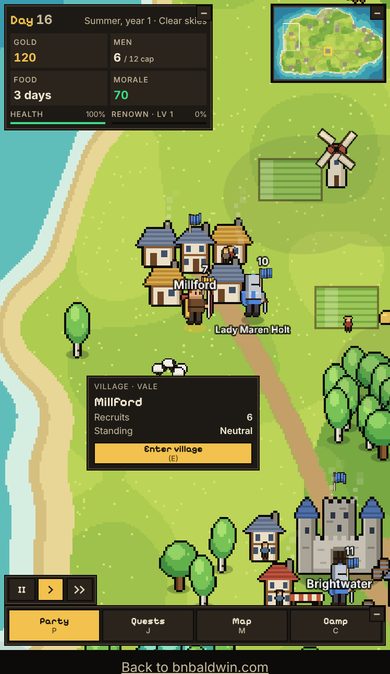 Day 16 Summer, year 1 · Clear skies
GOLD MEN
120 6 / 12 cap
FOOD MORALE
3 days 70
HEALTH 100% RENOWN · LV 1 0%
10
7
Millford
Lady Maren Holt
VILLAGE · VALE
Millford
Recruits 6
Standing Neutral
Enter village
(E)
11
Brightwater
Party Quests Map Camp
P J M C
Back to bnbaldwin.com